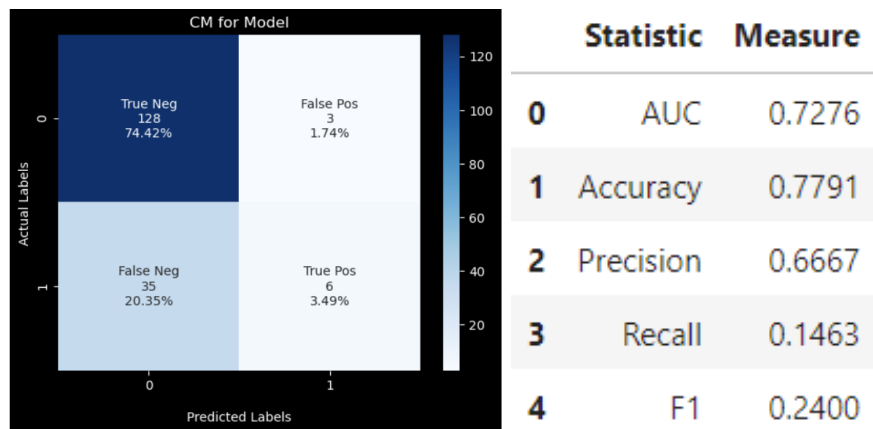 CM for Model
True Neg
128
74.42%
False Pos
3
1.74%
False Neg
35
20.35%
True Pos
6
3.49%
0
1
Actual Labels
0
1
Predicted Labels
120
100
80
60
40
20
Statistic Measure
0 AUC 0.7276
1 Accuracy 0.7791
2 Precision 0.6667
3 Recall 0.1463
4 F1 0.2400